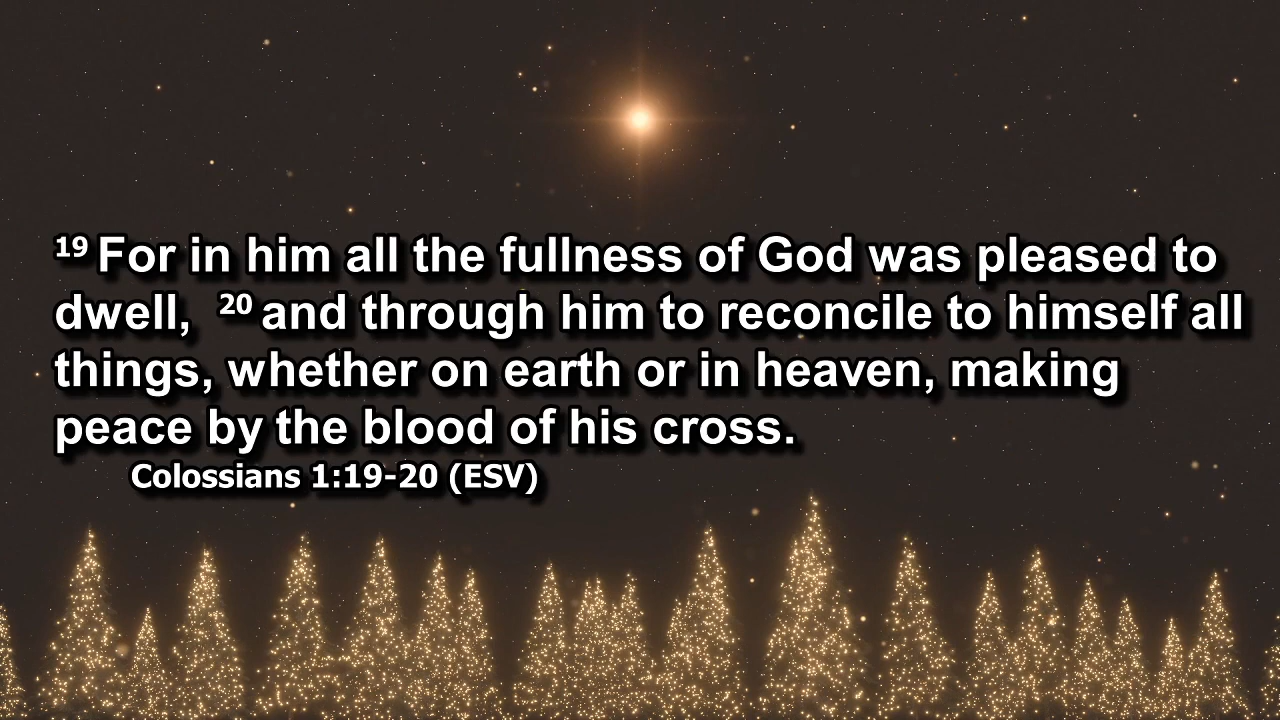 19 For in him all the fullness of God was pleased to
dwell, 20 and through him to reconcile to himself all
things, whether on earth or in heaven, making
peace by the blood of his cross.
Colossians 1:19-20 (ESV)